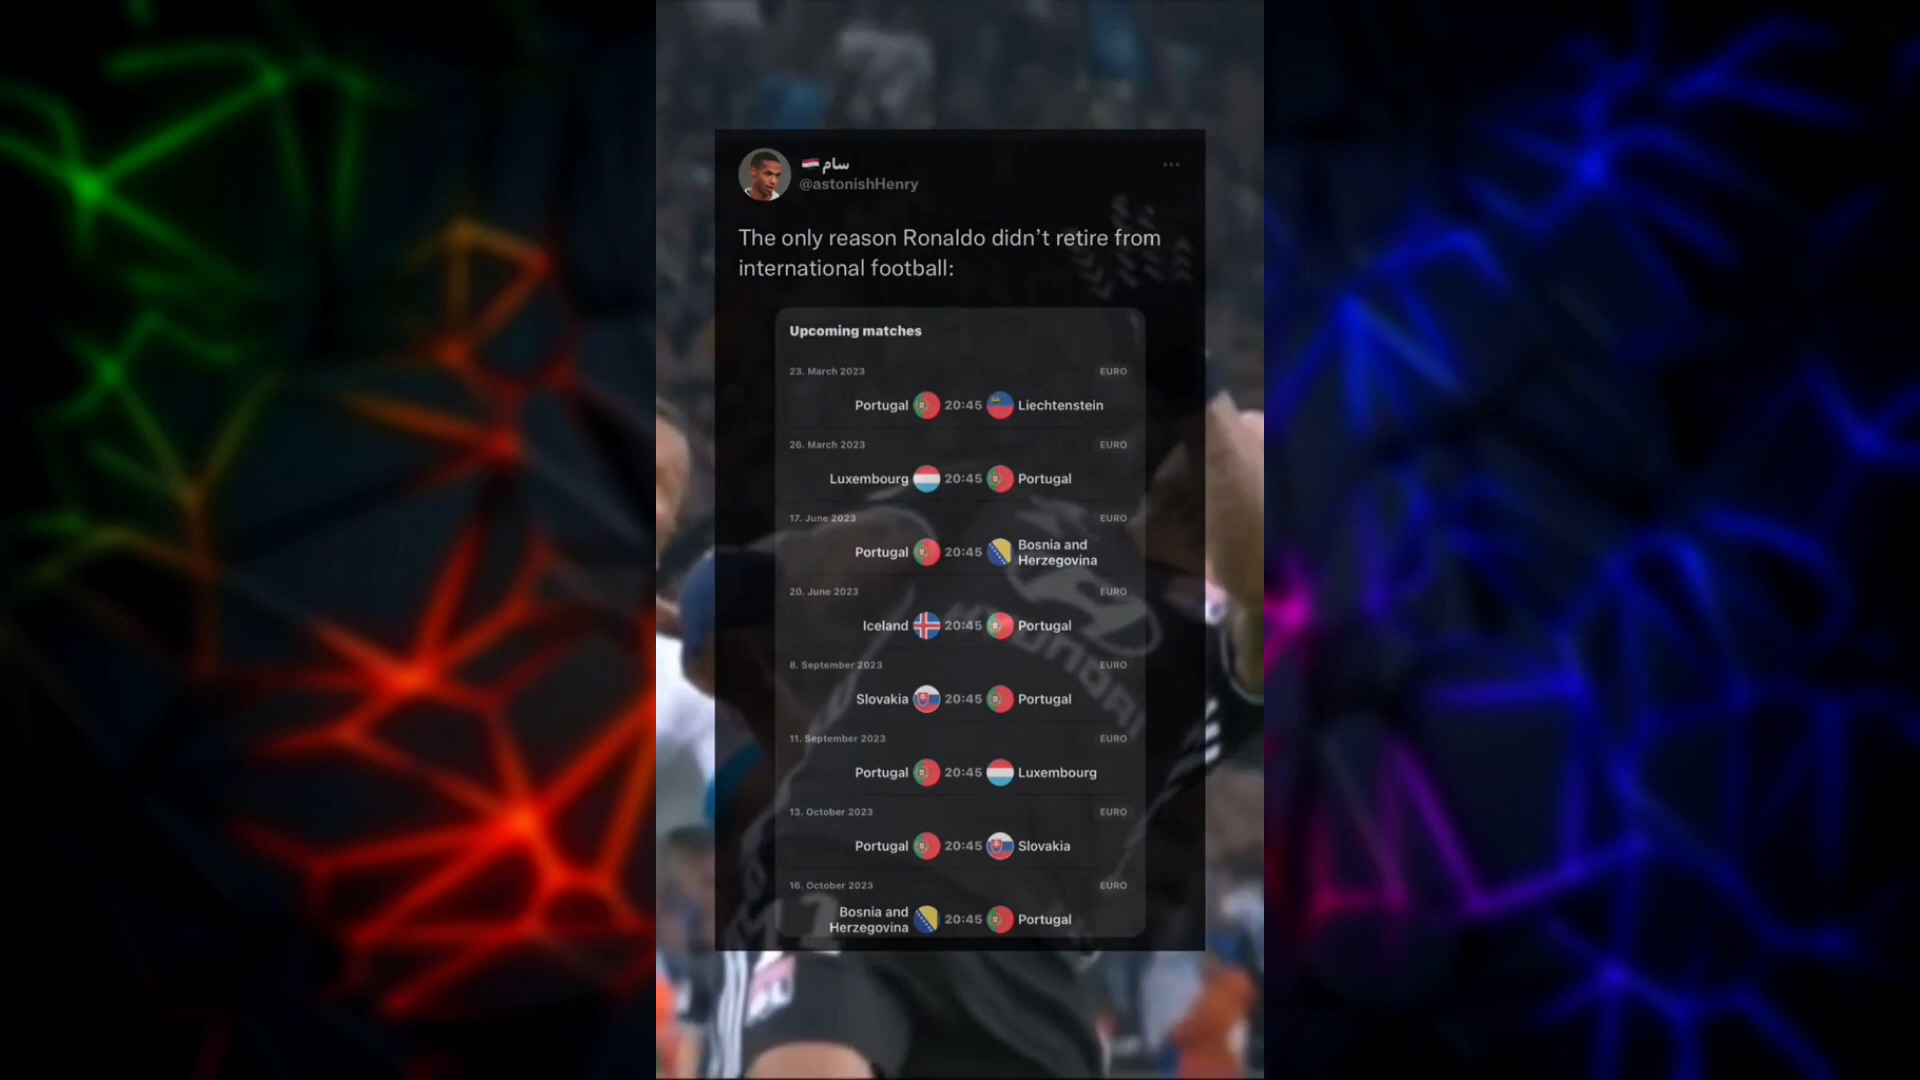 سام
@astonishHenry
The only reason Ronaldo didn’t retire from
international football:
Upcoming matches
23. March 2023 EURO
Portugal 20:45 Liechtenstein
26. March 2023 EURO
Luxembourg 20:45 Portugal
17. June 2023 EURO
Portugal 20:45 Bosnia and
Herzegovina
20. June 2023 EURO
Iceland 20:45 Portugal
8. September 2023 EURO
Slovakia 20:45 Portugal
11. September 2023 EURO
Portugal 20:45 Luxembourg
13. October 2023 EURO
Portugal 20:45 Slovakia
16. October 2023 EURO
Bosnia and
Herzegovina 20:45 Portugal
HYUNDAI